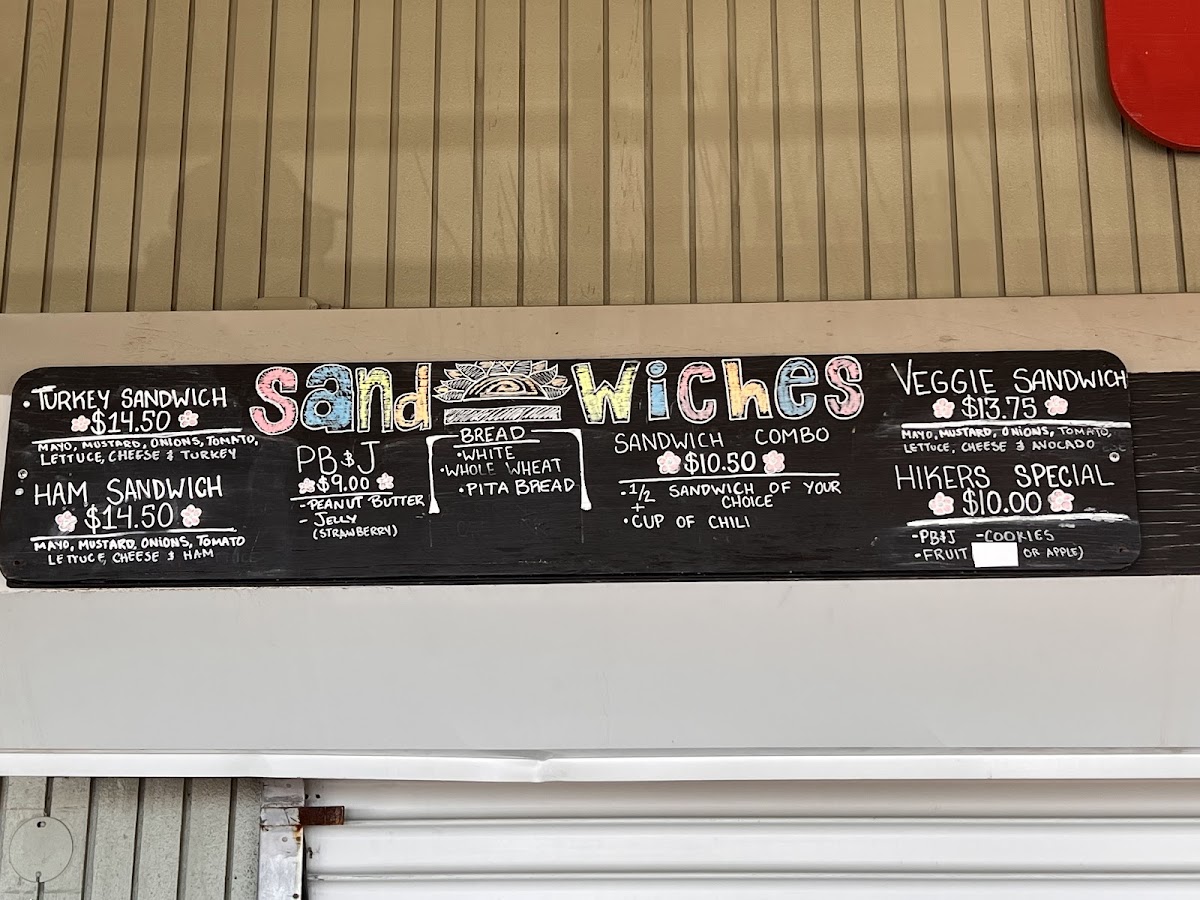 Sandwiches
TURKEY SANDWICH
$14.50
MAYO, MUSTARD, ONIONS, TOMATO,
LETTUCE, CHEESE & TURKEY
HAM SANDWICH
$14.50
MAYO, MUSTARD, ONIONS, TOMATO
LETTUCE, CHEESE & HAM
PB&J
$9.00
- PEANUT BUTTER
- JELLY
(STRAWBERRY)
BREAD
• WHITE
• WHOLE WHEAT
• PITA BREAD
SANDWICH COMBO
$10.50
• 1/2 SANDWICH OF YOUR
+ CHOICE
• CUP OF CHILI
VEGGIE SANDWICH
$13.75
MAYO, MUSTARD, ONIONS, TOMATO,
LETTUCE, CHEESE & AVOCADO
HIKERS SPECIAL
$10.00
-PB&J -COOKIES
-FRUIT OR APPLE)